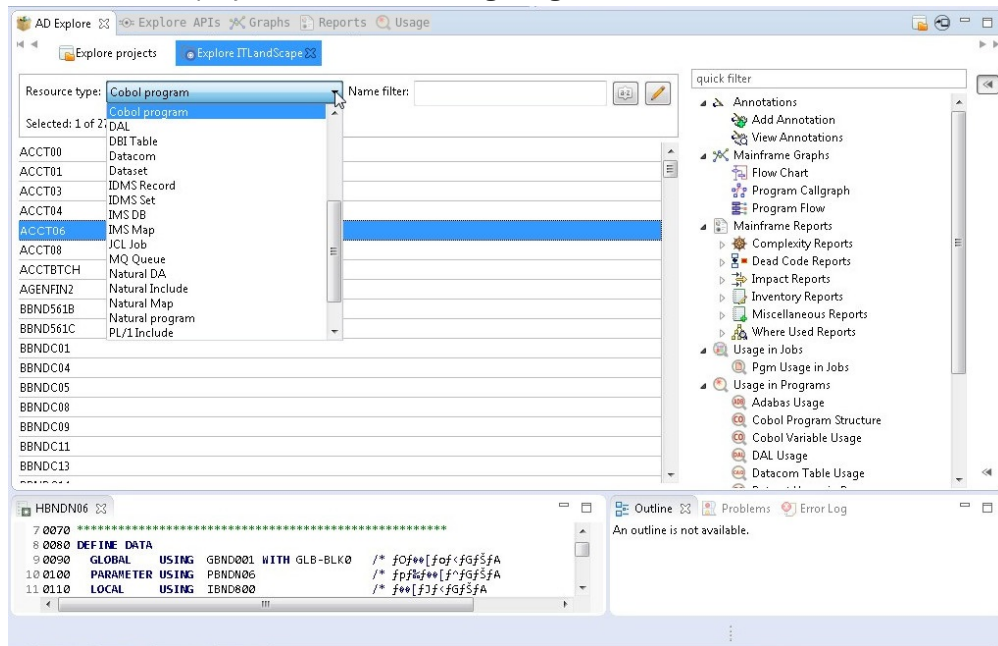 AD Explore Explore APIs Graphs Reports Usage
Explore projects Explore ITLandScape
Resource type: Cobol program Name filter:
Selected: 1 of 27
Cobol program
DAL
DBI Table
Datacom
Dataset
IDMS Record
IDMS Set
IMS DB
IMS Map
JCL Job
MQ Queue
Natural DA
Natural Include
Natural Map
Natural program
PL/1 Include
ACCT00
ACCT01
ACCT03
ACCT04
ACCT06
ACCT08
ACCTBTCH
AGENFIN2
BBND561B
BBND561C
BBNDC01
BBNDC04
BBNDC05
BBNDC08
BBNDC09
BBNDC11
BBNDC13
quick filter
Annotations
Add Annotation
View Annotations
Mainframe Graphs
Flow Chart
Program Callgraph
Program Flow
Mainframe Reports
Complexity Reports
Dead Code Reports
Impact Reports
Inventory Reports
Miscellaneous Reports
Where Used Reports
Usage in Jobs
Pgm Usage in Jobs
Usage in Programs
Adabas Usage
Cobol Program Structure
Cobol Variable Usage
DAL Usage
Datacom Table Usage
HBNDN06
7 0070 ******************************************************
8 0080 DEFINE DATA
9 0090 GLOBAL USING GBND001 WITH GLB-BLK0 /*
10 0100 PARAMETER USING PBNDN06 /*
11 0110 LOCAL USING IBND800 /*
Outline Problems Error Log
An outline is not available.